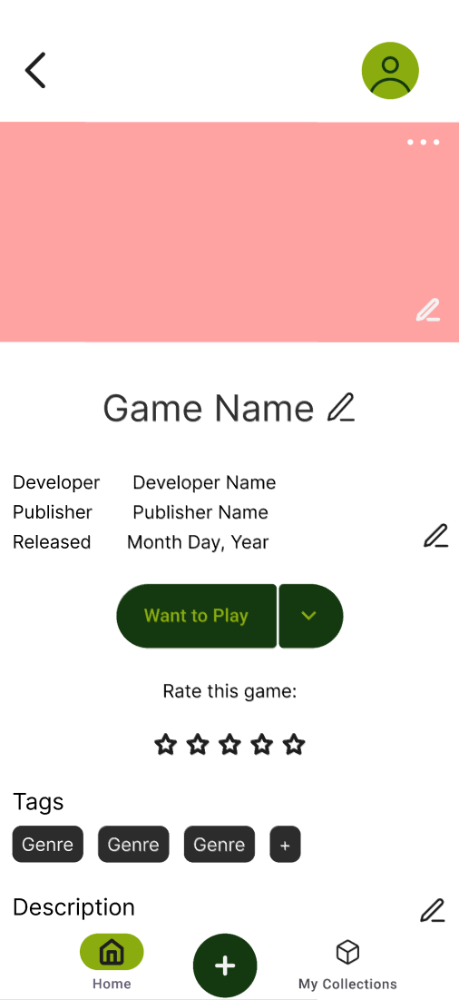 Game Name
Developer Developer Name
Publisher Publisher Name
Released Month Day, Year
Want to Play
Rate this game:
Tags
Genre Genre Genre +
Description
Home My Collections